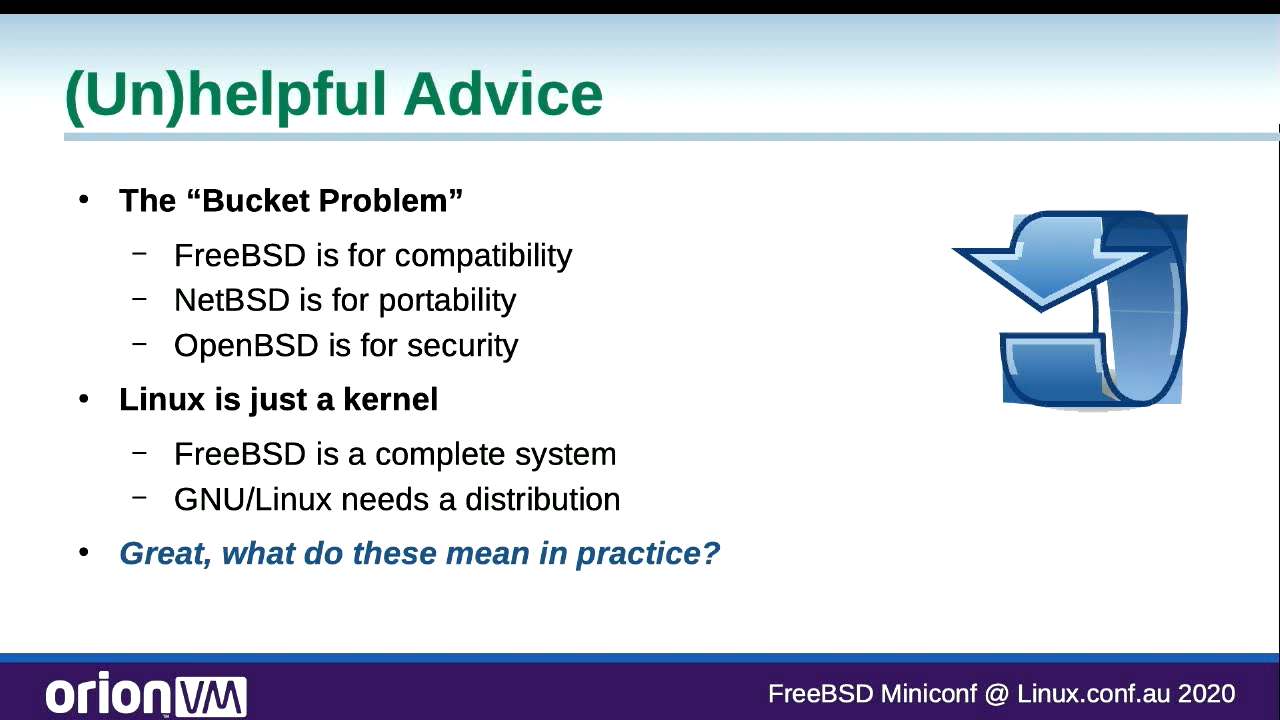 (Un)helpful Advice
• The “Bucket Problem”
– FreeBSD is for compatibility
– NetBSD is for portability
– OpenBSD is for security
• Linux is just a kernel
– FreeBSD is a complete system
– GNU/Linux needs a distribution
• Great, what do these mean in practice?
orionVM
FreeBSD Miniconf @ Linux.conf.au 2020